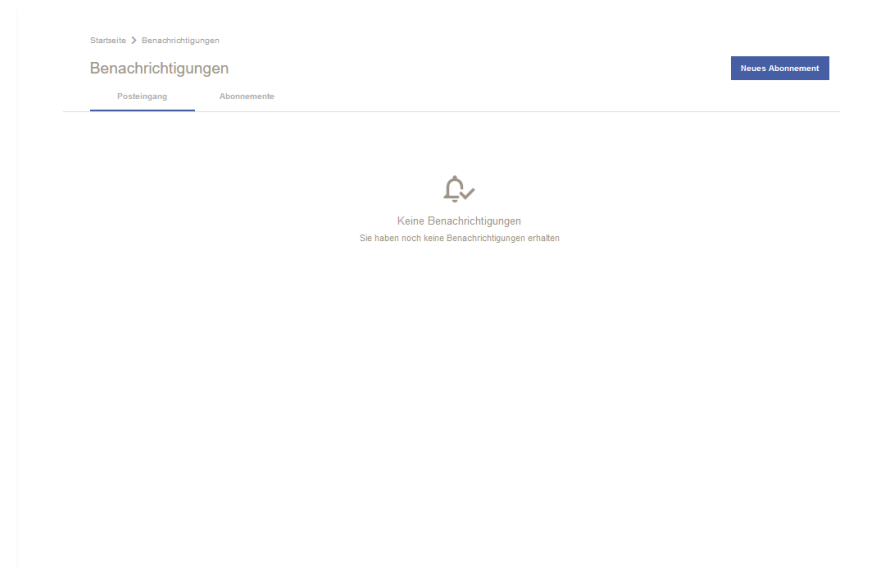 Startseite > Benachrichtigungen
Benachrichtigungen
Neues Abonnement
Posteingang Abonnemente
Keine Benachrichtigungen
Sie haben noch keine Benachrichtigungen erhalten